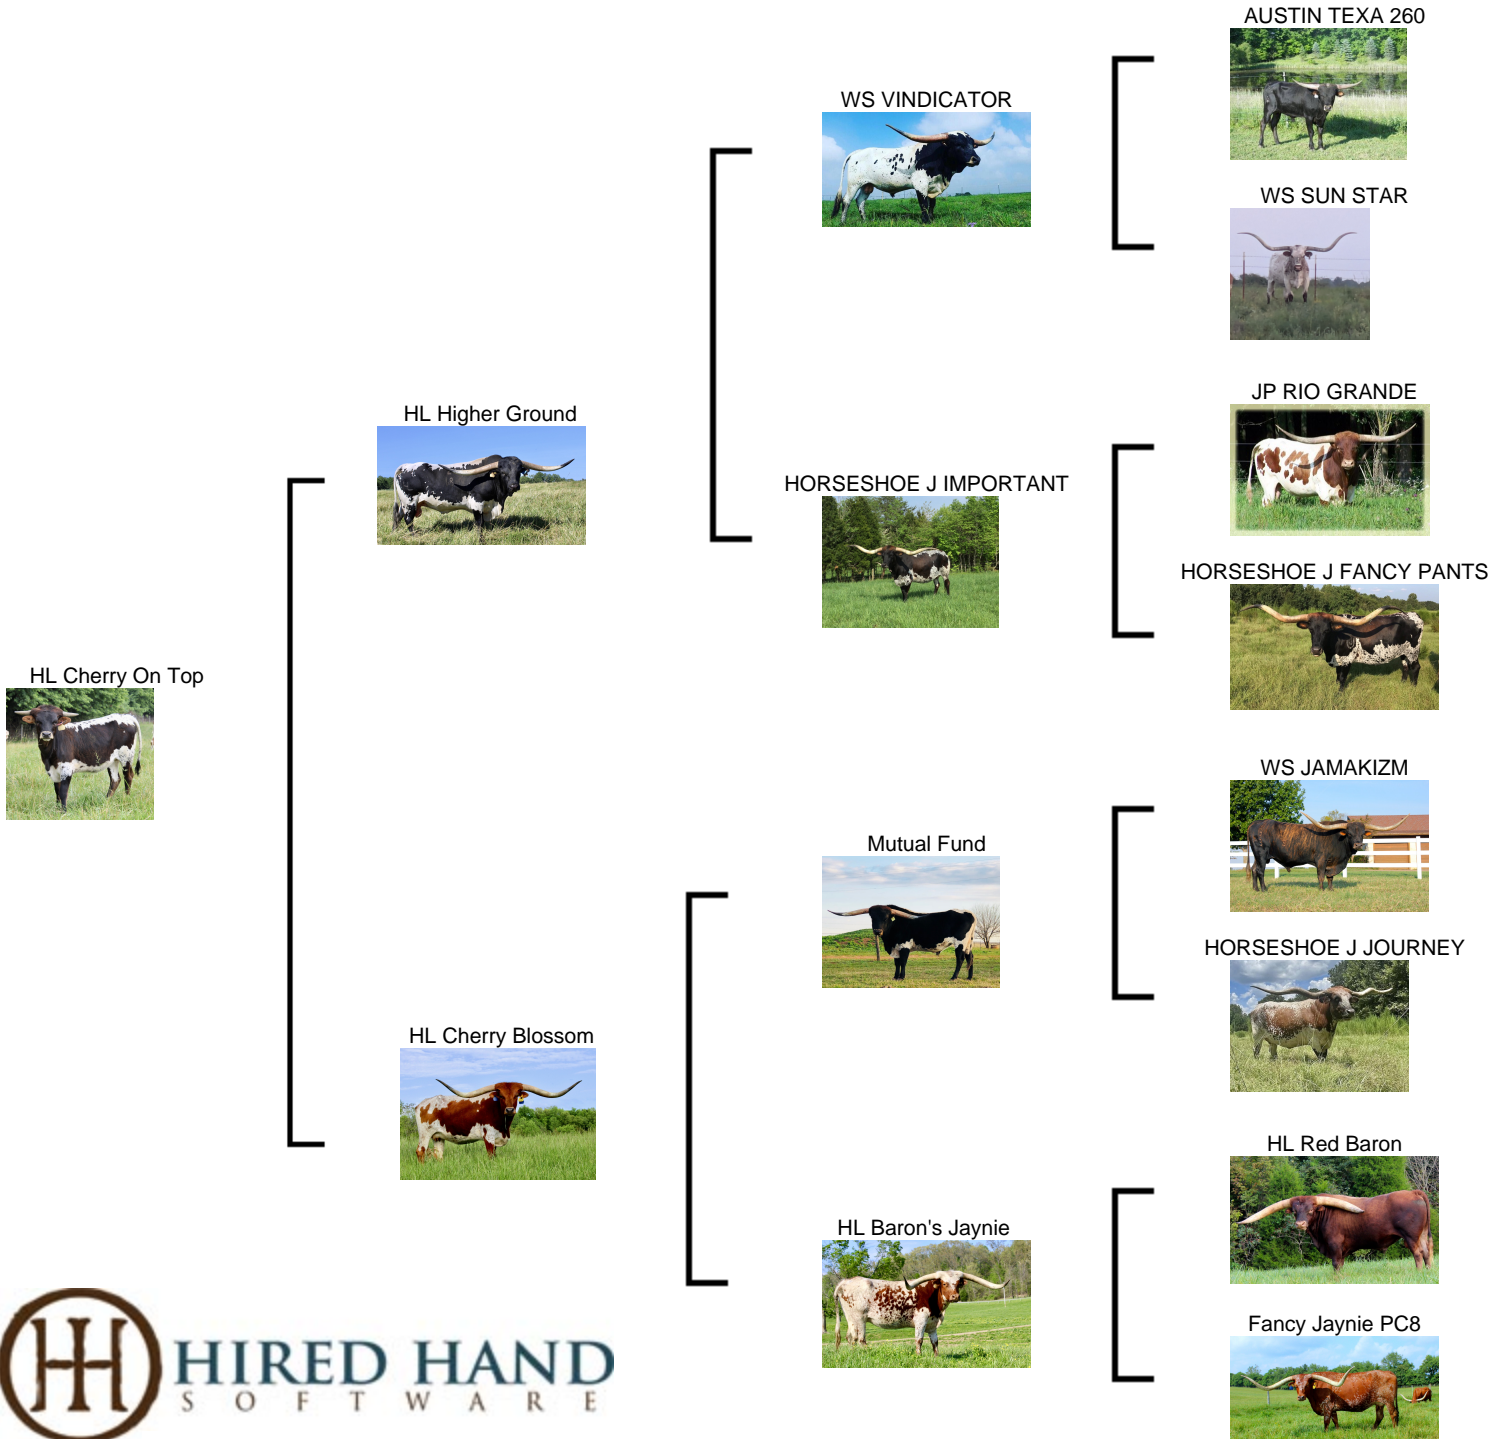 AUSTIN TEXA 260
WS VINDICATOR
WS SUN STAR
JP RIO GRANDE
HL Higher Ground
HORSESHOE J IMPORTANT
HORSESHOE J FANCY PANTS
HL Cherry On Top
WS JAMAKIZM
Mutual Fund
HORSESHOE J JOURNEY
HL Cherry Blossom
HL Red Baron
HL Baron's Jaynie
Fancy Jaynie PC8
HIRED HAND
SOFTWARE